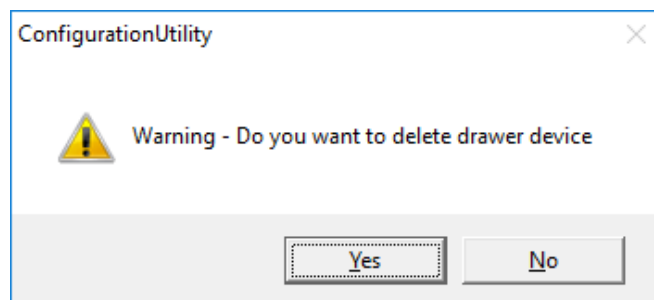 ConfigurationUtility
Warning - Do you want to delete drawer device
Yes
No